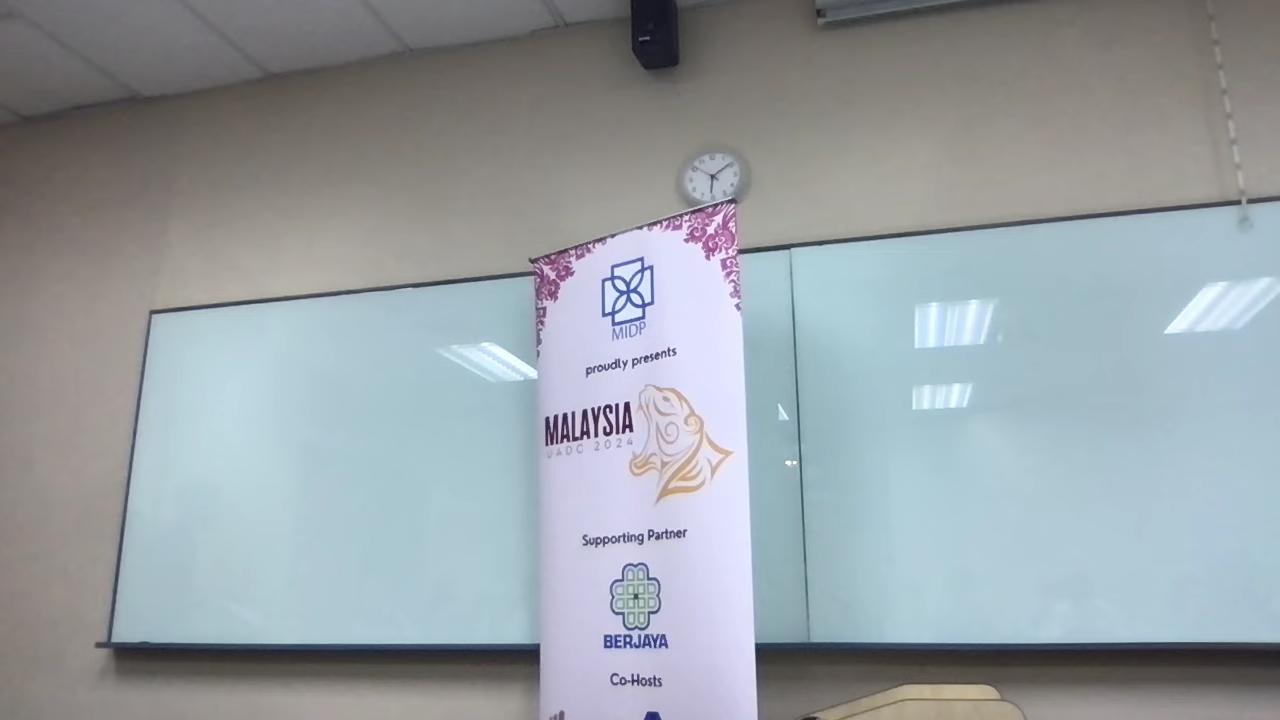 MIDP
proudly presents
MALAYSIA
UADC 2024
Supporting Partner
BERJAYA
Co-Hosts